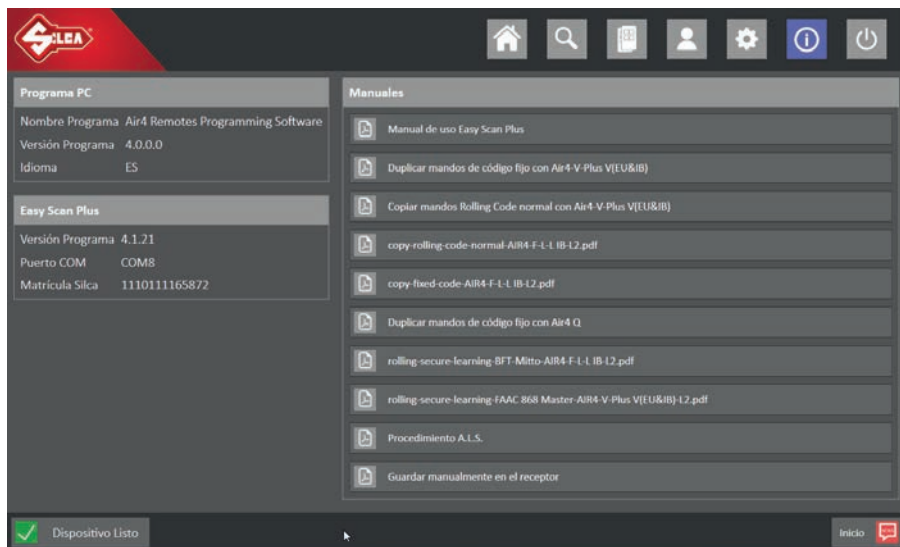 SILCA
Programa PC
Nombre Programa Air4 Remotes Programming Software
Versión Programa 4.0.0.0
Idioma ES
Easy Scan Plus
Versión Programa 4.1.21
Puerto COM COM8
Matrícula Silca 1110111165872
Manuales
Manual de uso Easy Scan Plus
Duplicar mandos de código fijo con Air4-V-Plus V(EU&IB)
Copiar mandos Rolling Code normal con Air4-V-Plus V(EU&IB)
copy-rolling-code-normal-AIR4-F-L-L IB-L2.pdf
copy-fixed-code-AIR4-F-L-L IB-L2.pdf
Duplicar mandos de código fijo con Air4 Q
rolling-secure-learning-BFT-Mitto-AIR4-F-L-L IB-L2.pdf
rolling-secure-learning-FAAC 868 Master-AIR4-V-Plus V(EU&IB)-L2.pdf
Procedimiento A.L.S.
Guardar manualmente en el receptor
Dispositivo Listo
Inicio